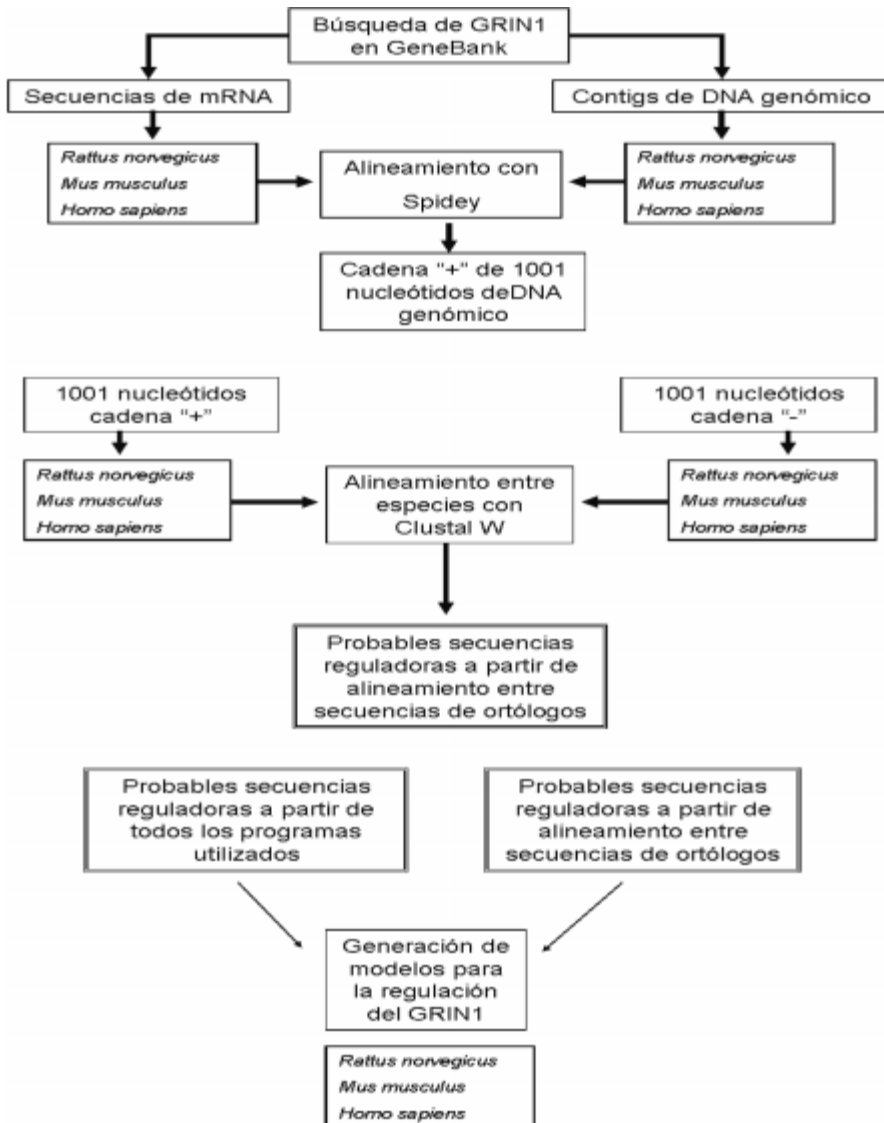 Búsqueda de GRIN1
en GeneBank
Secuencias de mRNA
Contigs de DNA genómico
Rattus norvegicus
Mus musculus
Homo sapiens
Alineamiento con
Spidey
Rattus norvegicus
Mus musculus
Homo sapiens
Cadena "+" de 1001
nucleótidos deDNA
genómico
1001 nucleótidos
cadena "+"
1001 nucleótidos
cadena "-"
Rattus norvegicus
Mus musculus
Homo sapiens
Alineamiento entre
especies con
Clustal W
Rattus norvegicus
Mus musculus
Homo sapiens
Probables secuencias
reguladoras a partir de
alineamiento entre
secuencias de ortólogos
Probables secuencias
reguladoras a partir de
todos los programas
utilizados
Probables secuencias
reguladoras a partir de
alineamiento entre
secuencias de ortólogos
Generación de
modelos para
la regulación
del GRIN1
Rattus norvegicus
Mus musculus
Homo sapiens